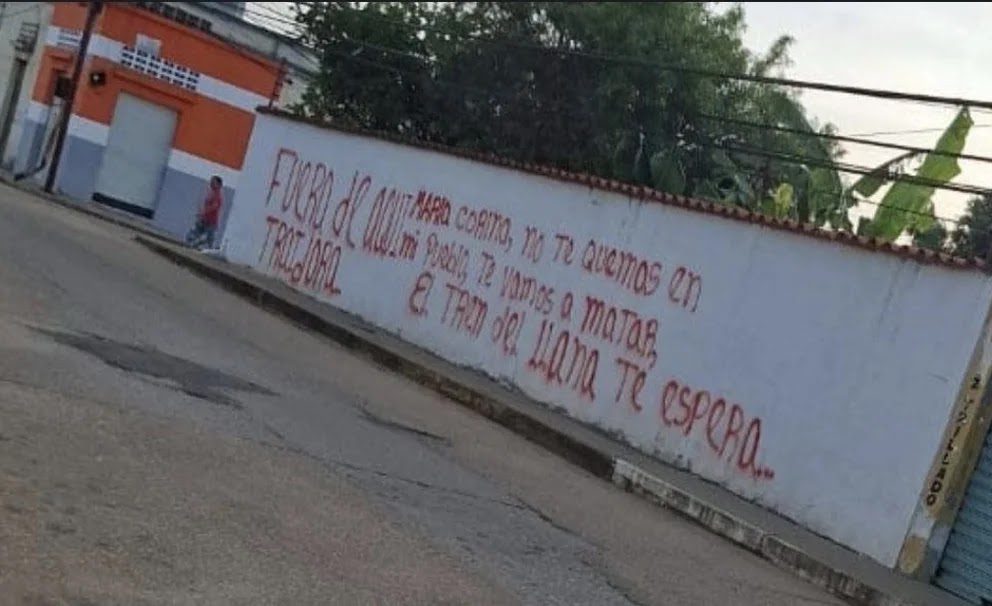 FUERA de AQUI MARIA CORINA, NO TE QUEREMOS EN
TRAIDORA mi Pueblo, TE VAMOS A MATAR,
El TREN del LLANO TE ESPERA...